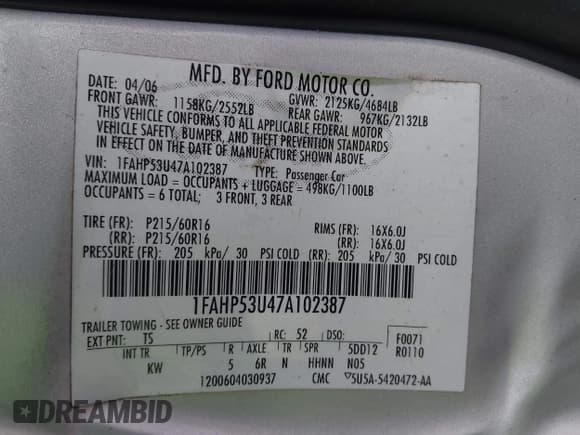 MFD. BY FORD MOTOR CO.
DATE: 04/06 GVWR: 2125KG/4684LB
FRONT GAWR: 1158KG/2552LB REAR GAWR: 967KG/2132LB
THIS VEHICLE CONFORMS TO ALL APPLICABLE FEDERAL MOTOR
VEHICLE SAFETY, BUMPER, AND THEFT PREVENTION STANDARDS
IN EFFECT ON THE DATE OF MANUFACTURE SHOWN ABOVE.
VIN: 1FAHP53U47A102387 TYPE: Passenger Car
MAXIMUM LOAD = OCCUPANTS + LUGGAGE = 498KG/1100LB
OCCUPANTS = 6 TOTAL; 3 FRONT, 3 REAR
TIRE (FR): P215/60R16 RIMS (FR): 16X6.0J
(RR): P215/60R16 (RR): 16X6.0J
PRESSURE (FR): 205 kPa/ 30 PSI COLD (RR): 205 kPa/ 30 PSI COLD
1FAHP53U47A102387
TRAILER TOWING - SEE OWNER GUIDE
EXT PNT: TS RC: 52 DSO: F0071
INT TR TP/PS R AXLE TR SPR 5DD12 R0110
KW 5 6R N HHNN N05
1200604030937 CMC ▽5U5A-5420472-AA
DREAMBID